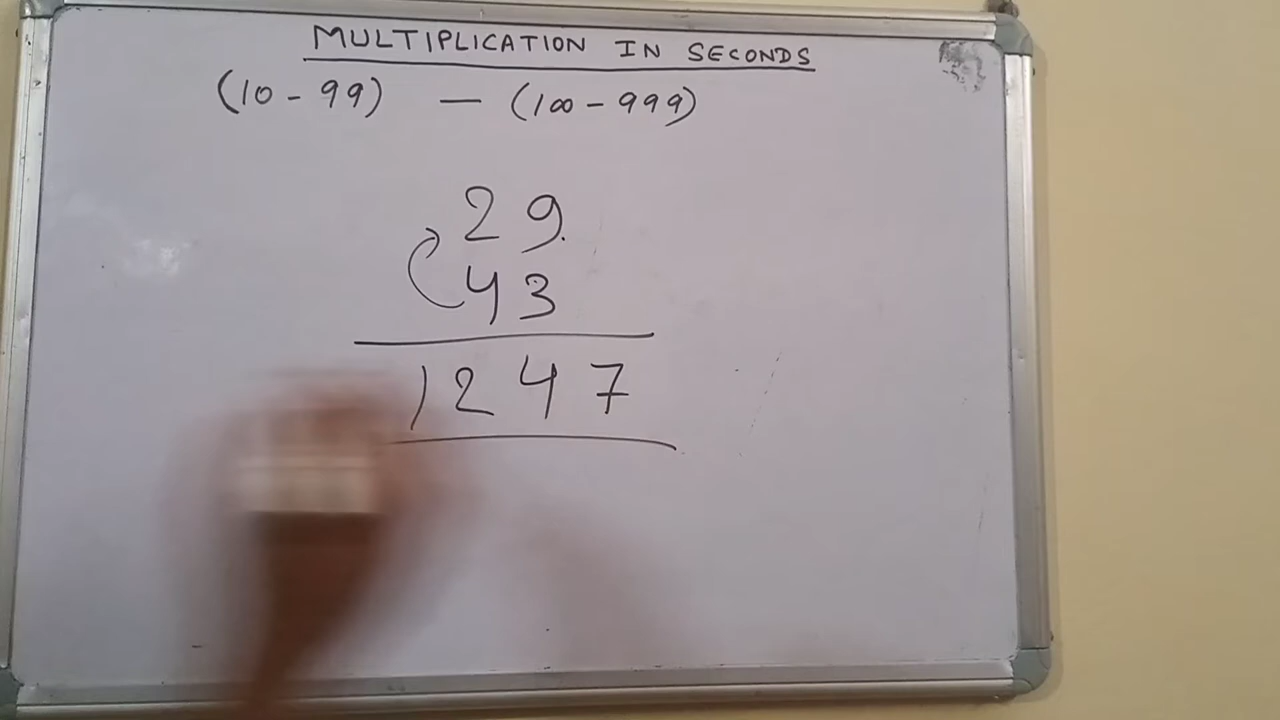 MULTIPLICATION IN SECONDS
(10 - 99) — (100 - 999)
29
43
1247